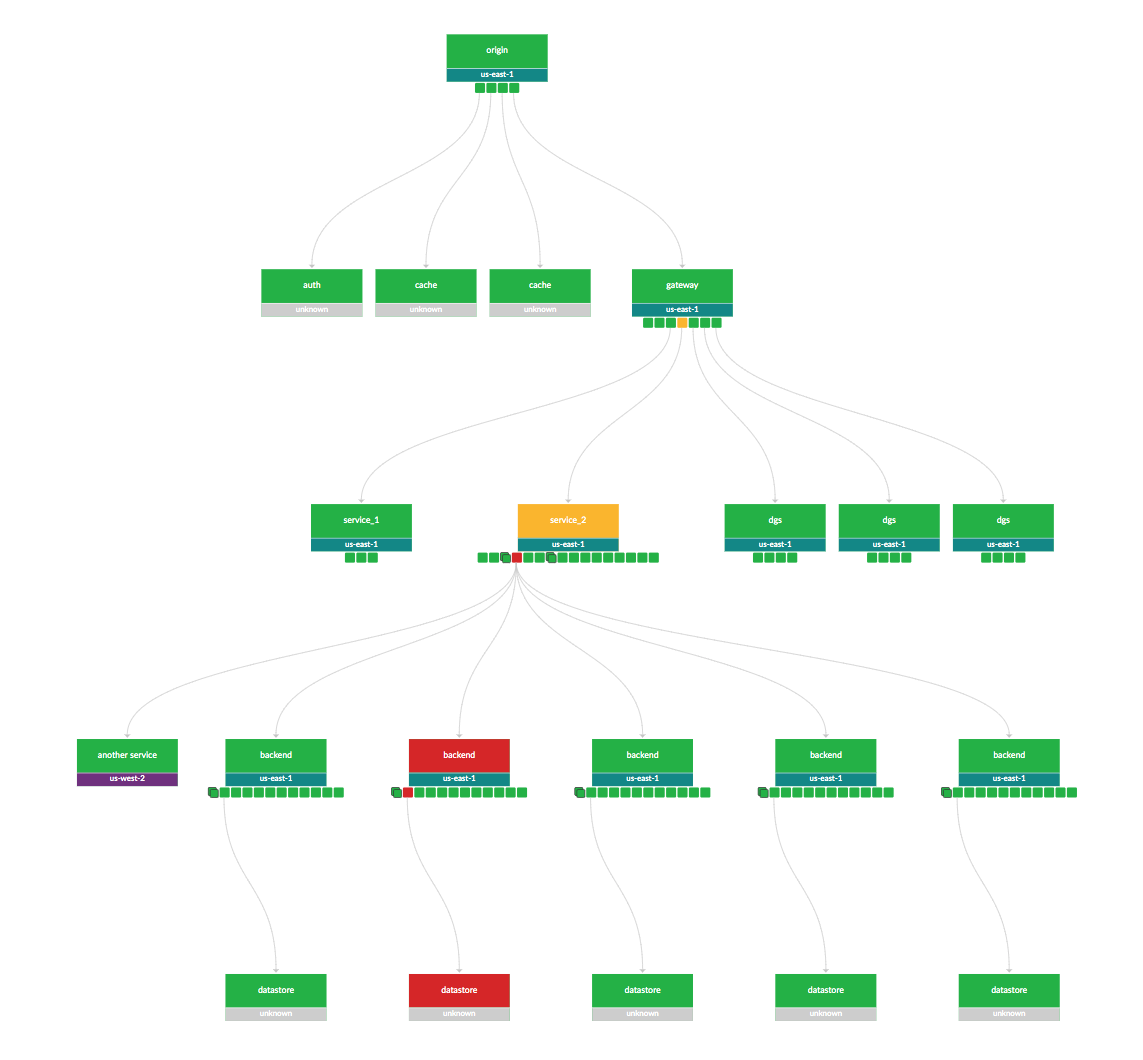 origin
us-east-1
auth
unknown
cache
unknown
cache
unknown
gateway
us-east-1
service_1
us-east-1
service_2
us-east-1
dgs
us-east-1
dgs
us-east-1
dgs
us-east-1
another service
us-west-2
backend
us-east-1
backend
us-east-1
backend
us-east-1
backend
us-east-1
backend
us-east-1
datastore
unknown
datastore
unknown
datastore
unknown
datastore
unknown
datastore
unknown